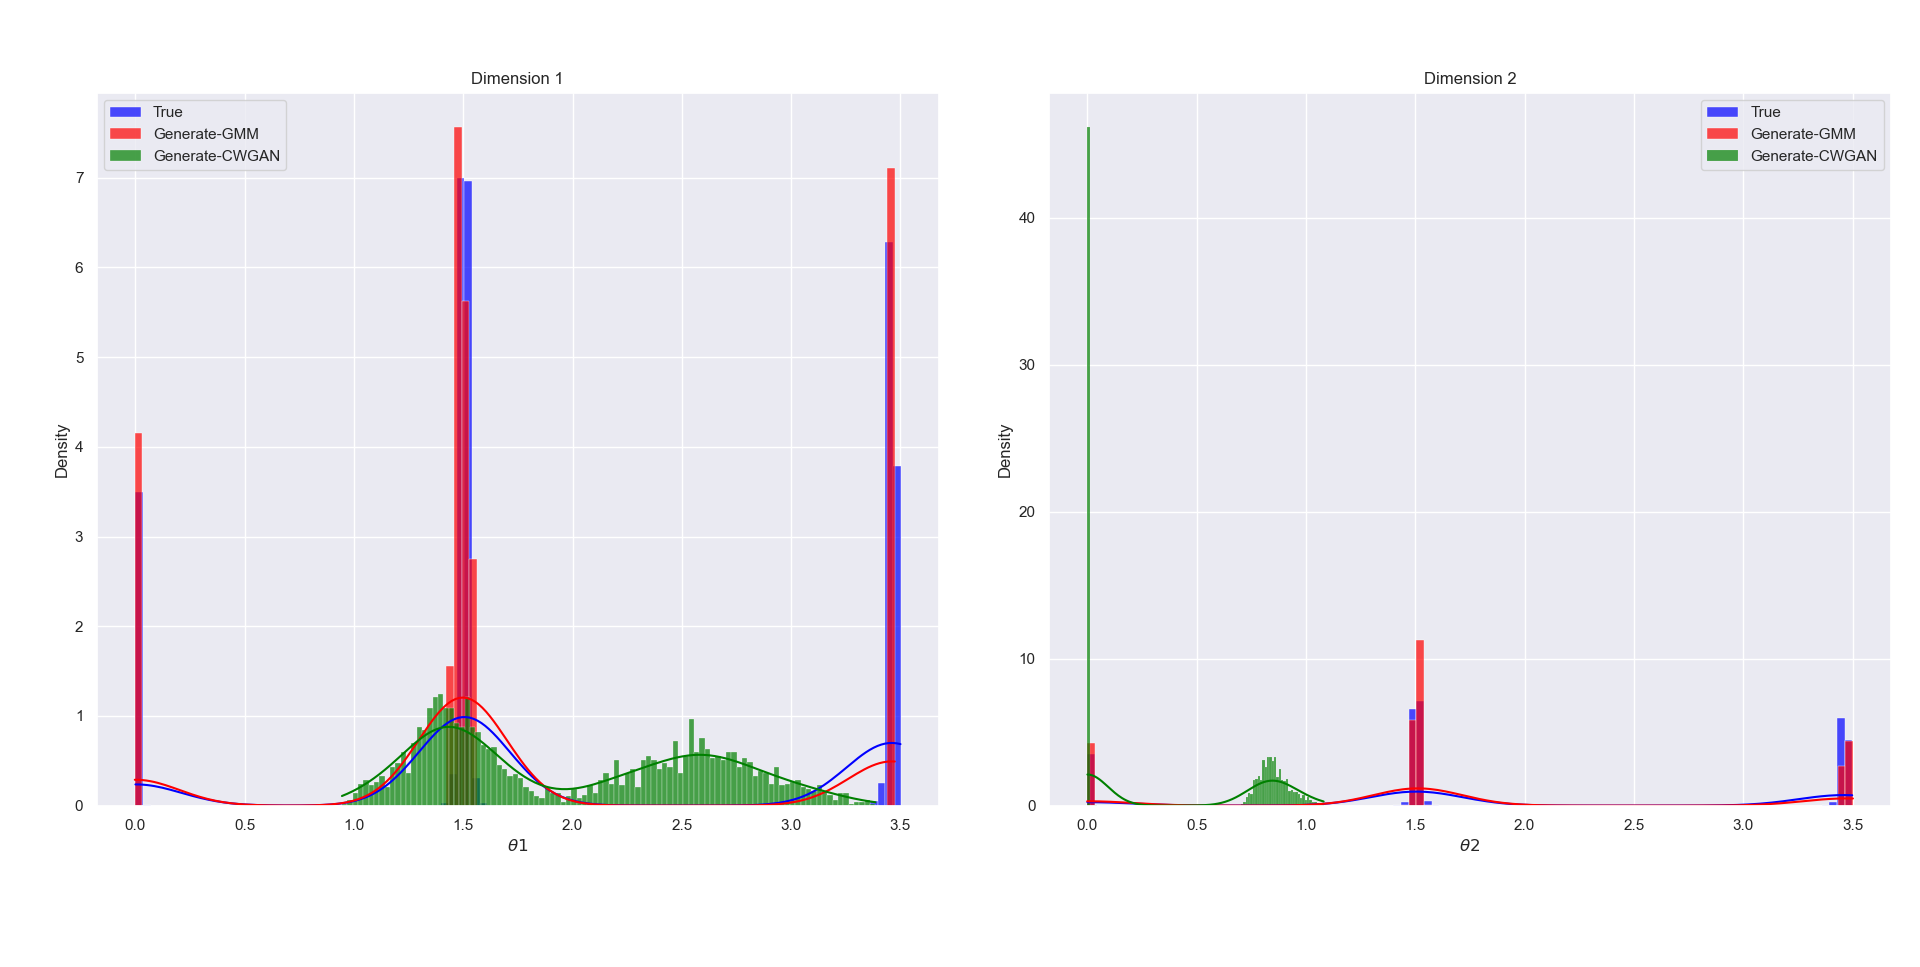 Dimension 1
True
Generate-GMM
Generate-CWGAN
Density
7
6
5
4
3
2
1
0
0.0 0.5 1.0 1.5 2.0 2.5 3.0 3.5
θ1
Dimension 2
True
Generate-GMM
Generate-CWGAN
Density
40
30
20
10
0
0.0 0.5 1.0 1.5 2.0 2.5 3.0 3.5
θ2